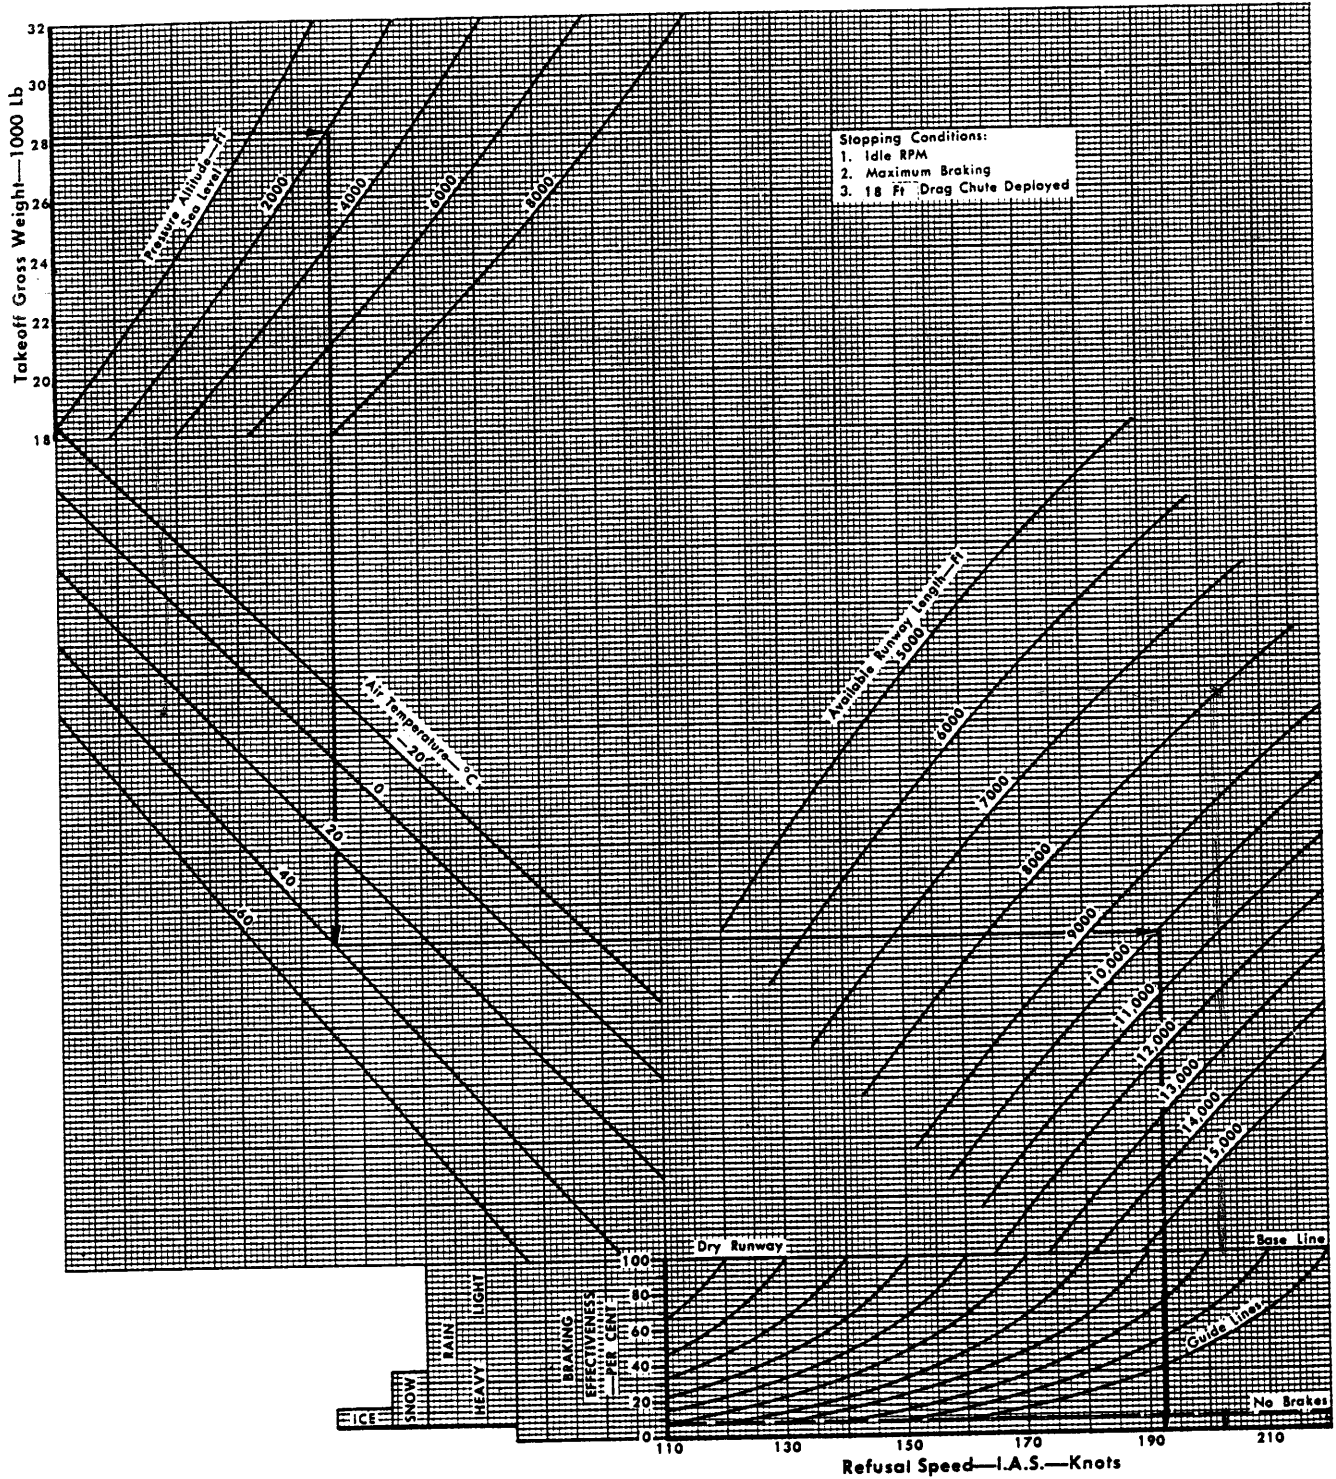 32
30
28
26
24
22
20
18
Takeoff Gross Weight—1000 Lb
Pressure Altitude—Ft
Sea Level
2000
4000
6000
8000
Stopping Conditions:
1. Idle RPM
2. Maximum Braking
3. 18 Ft Drag Chute Deployed
Air Temperature—°C
—20
0
20
40
60
Available Runway Length—Ft
5000
6000
7000
8000
9000
10,000
11,000
12,000
13,000
14,000
15,000
Dry Runway
Base Line
Guide Lines
No Brakes
100
80
60
40
20
0
BRAKING
EFFECTIVENESS
—PER CENT
LIGHT
RAIN
HEAVY
SNOW
ICE
110
130
150
170
190
210
Refusal Speed—I.A.S.—Knots